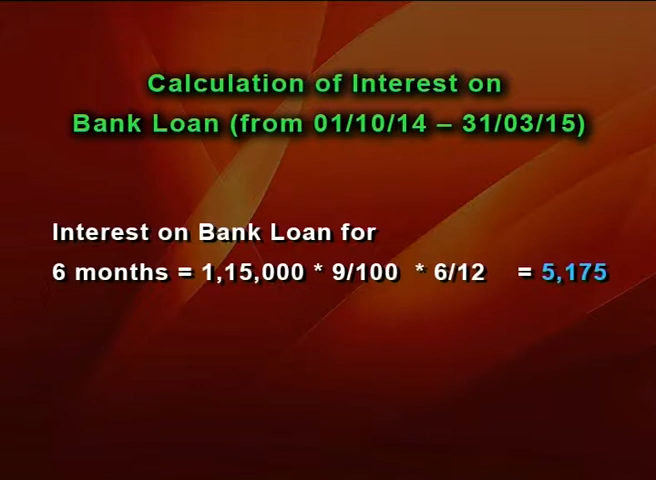 Calculation of Interest on
Bank Loan (from 01/10/14 – 31/03/15)
Interest on Bank Loan for
6 months = 1,15,000 * 9/100 * 6/12 = 5,175